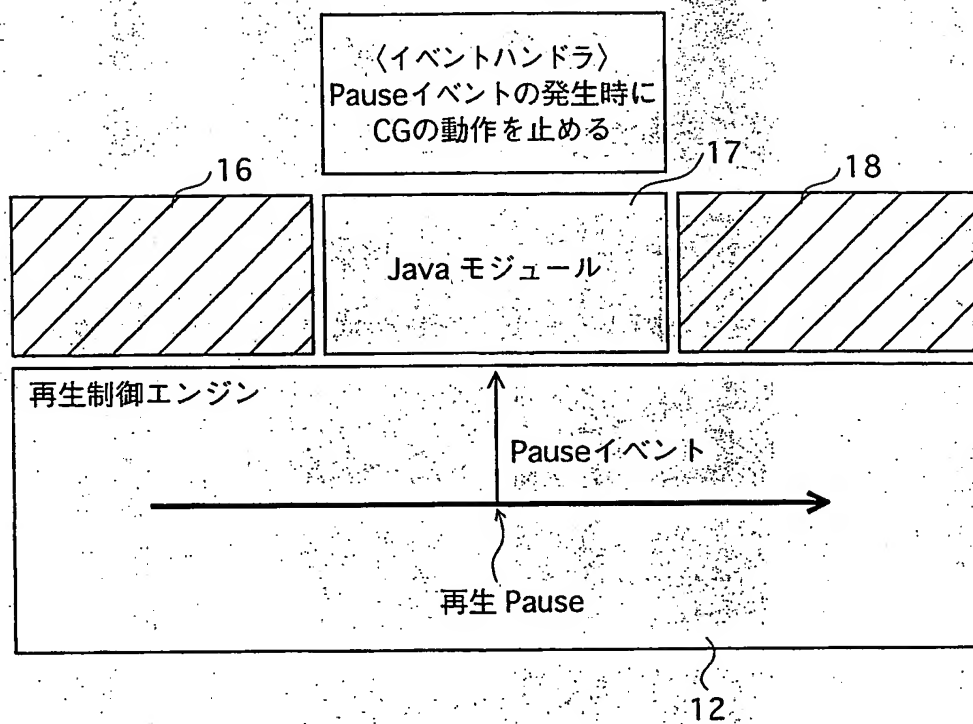 〈イベントハンドラ〉
Pauseイベントの発生時に
CGの動作を止める
16
17
18
Java モジュール
再生制御エンジン
Pauseイベント
再生 Pause
12